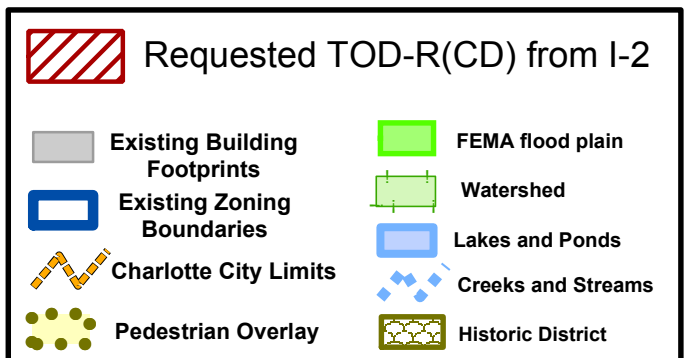 Requested TOD-R(CD) from I-2
Existing Building
Footprints
Existing Zoning
Boundaries
Charlotte City Limits
Pedestrian Overlay
FEMA flood plain
Watershed
Lakes and Ponds
Creeks and Streams
Historic District